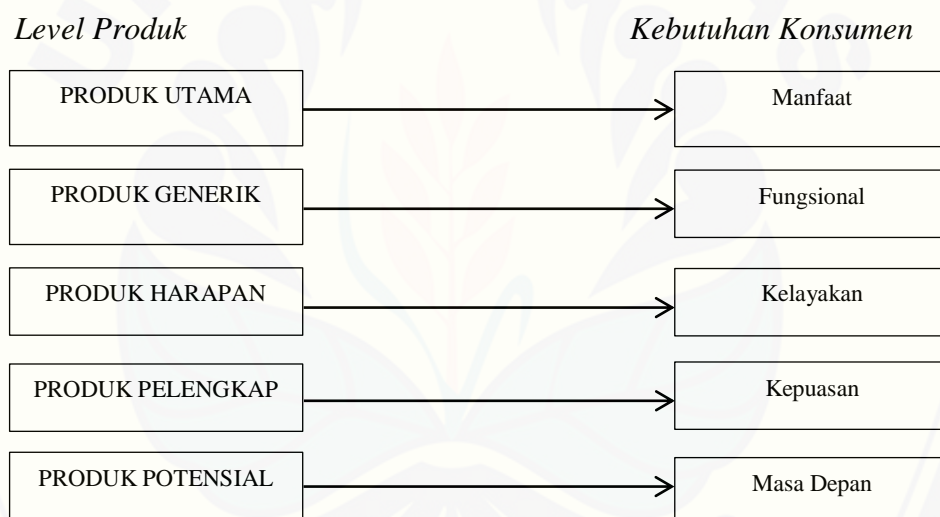 Level Produk
Kebutuhan Konsumen
PRODUK UTAMA
Manfaat
PRODUK GENERIK
Fungsional
PRODUK HARAPAN
Kelayakan
PRODUK PELENGKAP
Kepuasan
PRODUK POTENSIAL
Masa Depan